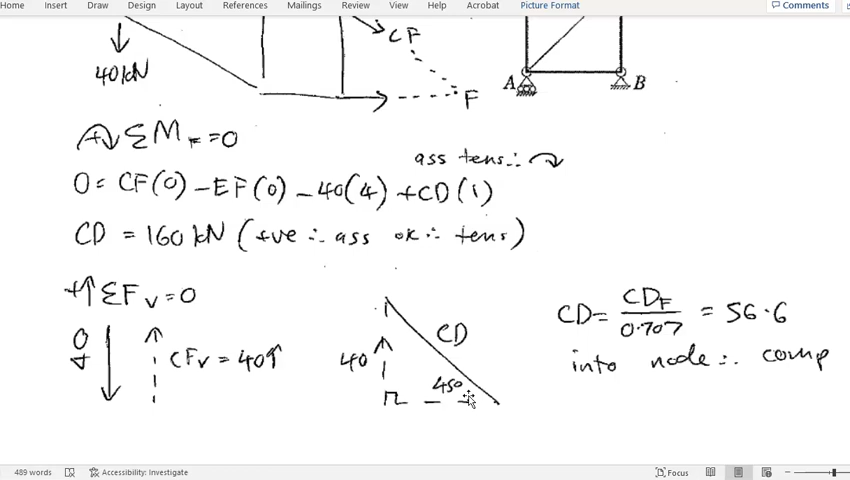 Home Insert Draw Design Layout References Mailings Review View Help Acrobat Picture Format Comments
CF
40kN
F
A B
+ ΣM F =0
ass tens ∴
0= CF(0) -EF(0) -40(4) +CD(1)
CD = 160 kN (+ve ∴ ass ok ∴ tens)
+↑ ΣF v =0
40 ↓ ↑ CFv = 40↑
40 CD 45°
CD= CDF / 0.707 = 56.6
into node ∴ comp
489 words Accessibility: Investigate Focus